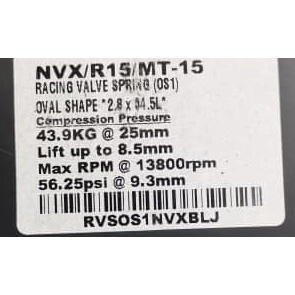 NVX/R15/MT-15
RACING VALVE SPRING (OS1)
OVAL SHAPE "2.8 x 34.5L"
Compression Pressure
43.9KG @ 25mm
Lift up to 8.5mm
Max RPM @ 13800rpm
56.25psi @ 9.3mm
RVSOS1NVXBLJ